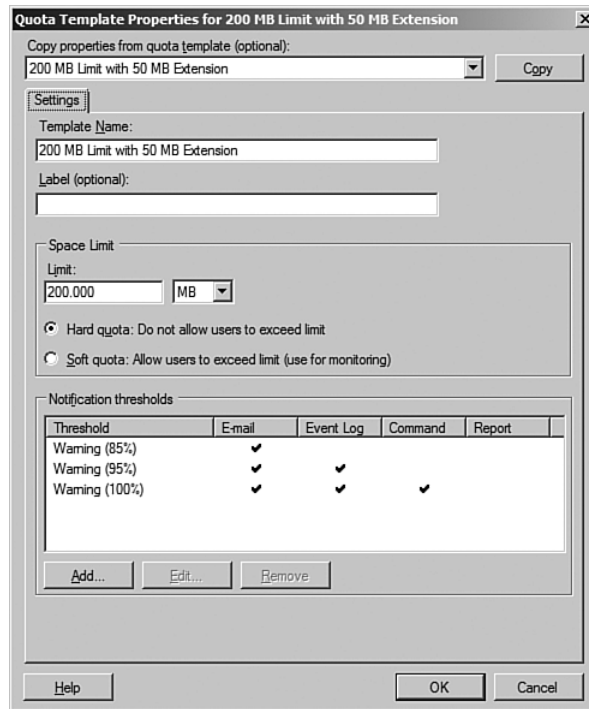 Quota Template Properties for 200 MB Limit with 50 MB Extension
Copy properties from quota template (optional):
200 MB Limit with 50 MB Extension
Copy
Settings
Template Name:
200 MB Limit with 50 MB Extension
Label (optional):
Space Limit
Limit:
200.000 MB
Hard quota: Do not allow users to exceed limit
Soft quota: Allow users to exceed limit (use for monitoring)
Notification thresholds
Threshold E-mail Event Log Command Report
Warning (85%)
Warning (95%)
Warning (100%)
Add... Edit... Remove
Help OK Cancel